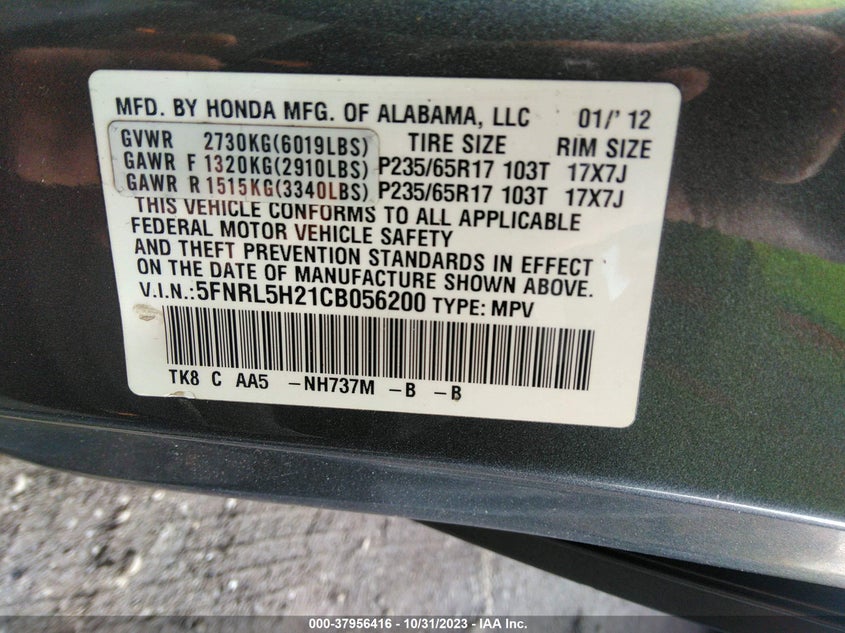 MFD. BY HONDA MFG. OF ALABAMA, LLC 01/'12
GVWR 2730KG(6019LBS) TIRE SIZE RIM SIZE
GAWR F 1320KG(2910LBS) P235/65R17 103T 17X7J
GAWR R 1515KG(3340LBS) P235/65R17 103T 17X7J
THIS VEHICLE CONFORMS TO ALL APPLICABLE
FEDERAL MOTOR VEHICLE SAFETY
AND THEFT PREVENTION STANDARDS IN EFFECT
ON THE DATE OF MANUFACTURE SHOWN ABOVE.
V.I.N.:5FNRL5H21CB056200 TYPE: MPV
TK8 C AA5 -NH737M -B -B
000-37956416 - 10/31/2023 - IAA Inc.